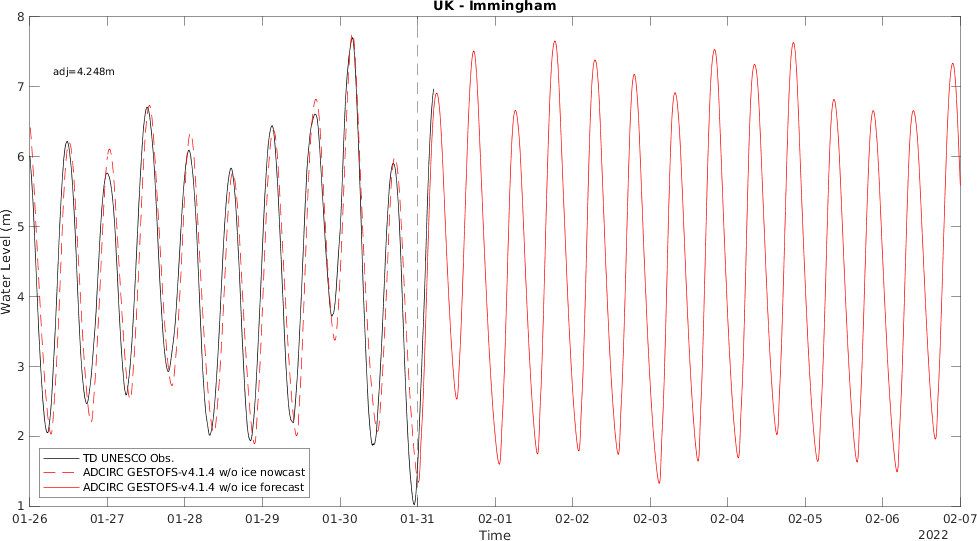 UK - Immingham
8
7
6
5
4
3
2
1
Water Level (m)
adj=4.248m
TD UNESCO Obs.
ADCIRC GESTOFS-v4.1.4 w/o ice nowcast
ADCIRC GESTOFS-v4.1.4 w/o ice forecast
01-26 01-27 01-28 01-29 01-30 01-31 02-01 02-02 02-03 02-04 02-05 02-06 02-07
Time
2022